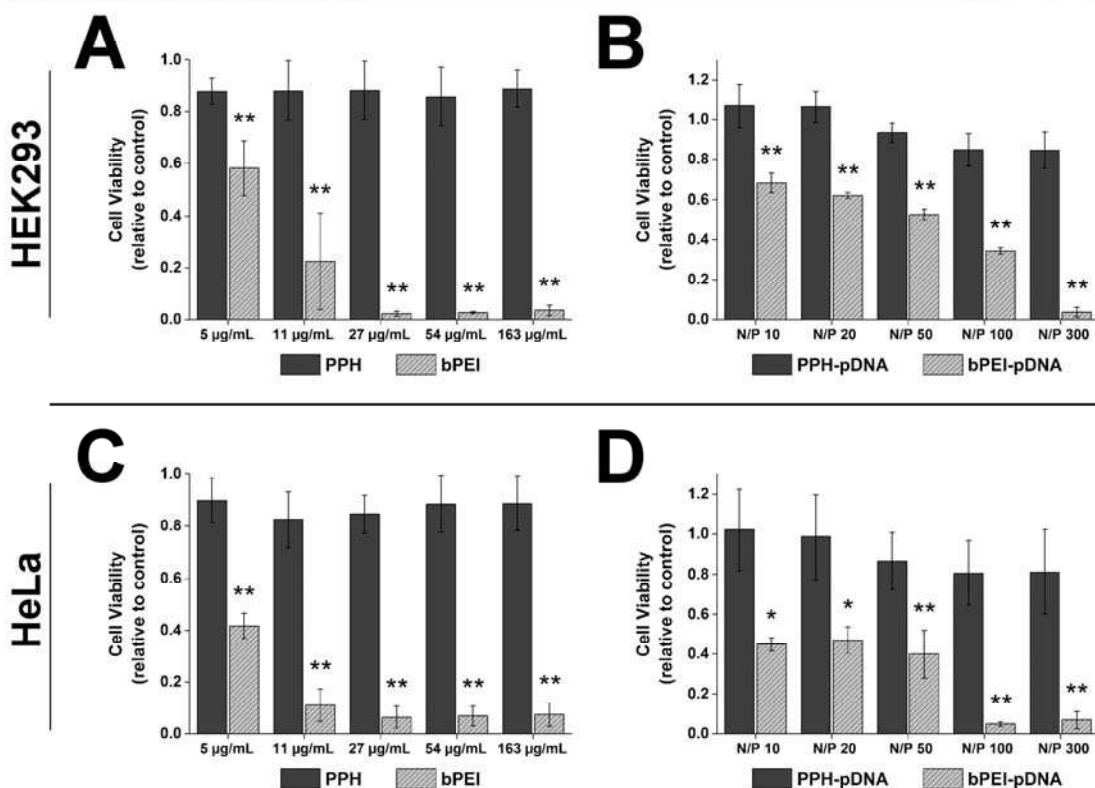 HEK293
A
Cell Viability
(relative to control)
1.0
0.8
0.6
0.4
0.2
0.0
**
**
**
**
**
5 µg/mL 11 µg/mL 27 µg/mL 54 µg/mL 163 µg/mL
PPH bPEI
B
Cell Viability
(relative to control)
1.2
1.0
0.8
0.6
0.4
0.2
0.0
**
**
**
**
**
N/P 10 N/P 20 N/P 50 N/P 100 N/P 300
PPH-pDNA bPEI-pDNA
HeLa
C
Cell Viability
(relative to control)
1.0
0.8
0.6
0.4
0.2
0.0
**
**
**
**
**
5 µg/mL 11 µg/mL 27 µg/mL 54 µg/mL 163 µg/mL
PPH bPEI
D
Cell Viability
(relative to control)
1.2
1.0
0.8
0.6
0.4
0.2
0.0
*
*
**
**
**
N/P 10 N/P 20 N/P 50 N/P 100 N/P 300
PPH-pDNA bPEI-pDNA